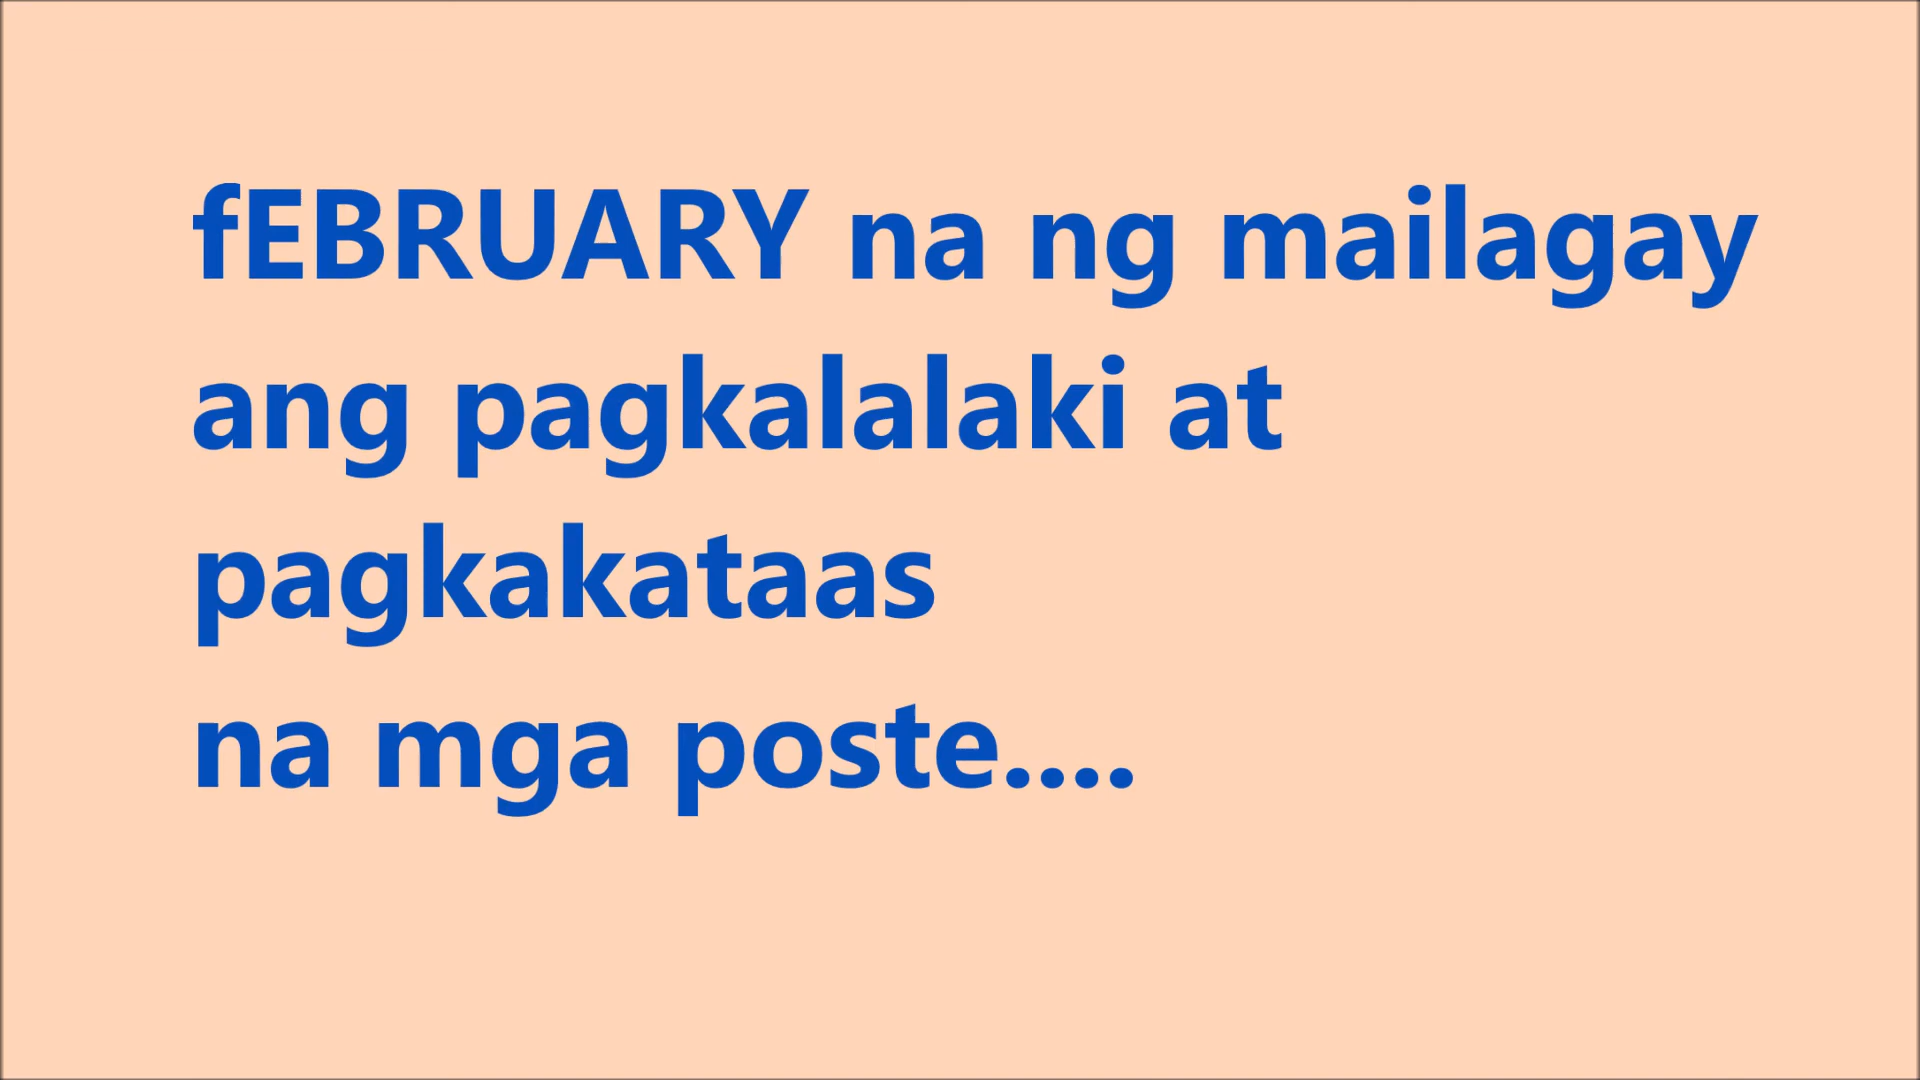 fEBRUARY na ng mailagay
ang pagkalalaki at
pagkakataas
na mga poste....